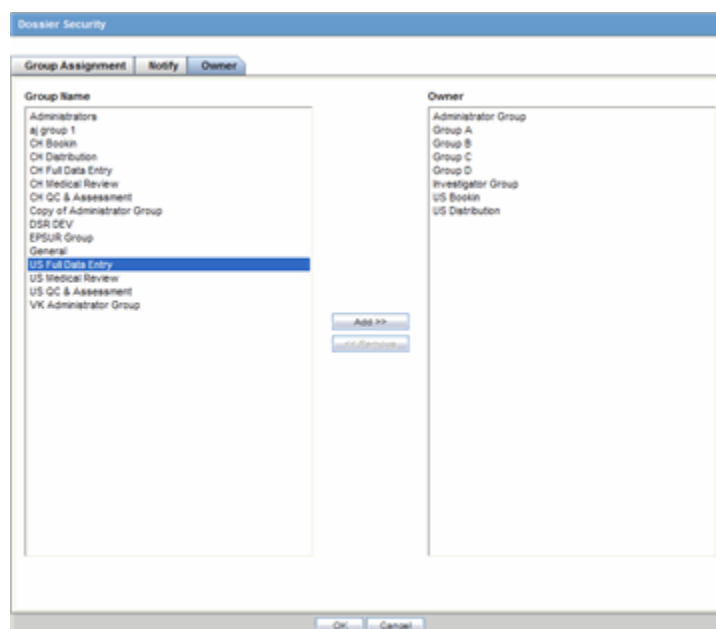 Dossier Security
Group Assignment Notify Owner
Group Name
Administrators
aj group 1
CH Bookin
CH Distribution
CH Full Data Entry
CH Medical Review
CH QC & Assessment
Copy of Administrator Group
DSR DEV
EPSUR Group
General
US Full Data Entry
US Medical Review
US QC & Assessment
VK Administrator Group
Add >>
<< Remove
Owner
Administrator Group
Group A
Group B
Group C
Group D
Investigator Group
US Bookin
US Distribution
OK Cancel